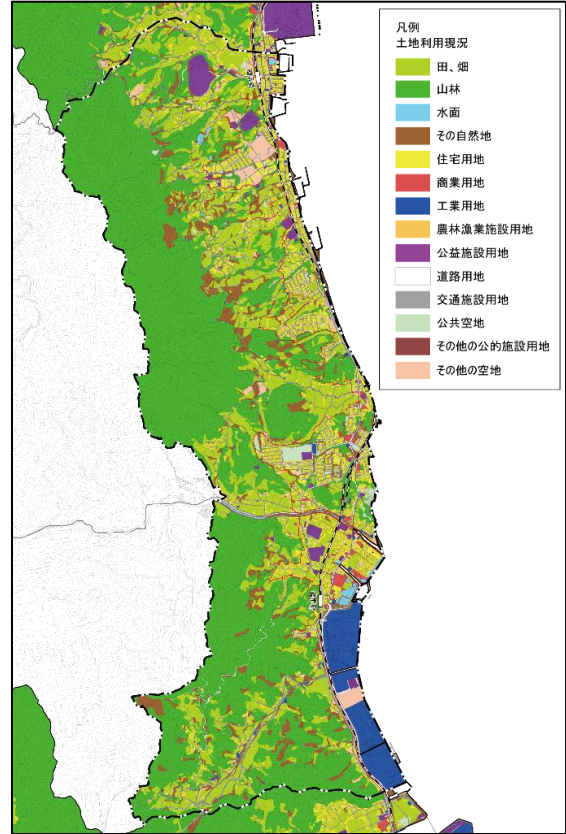 凡例
土地利用現況
田、畑
山林
水面
その自然地
住宅用地
商業用地
工業用地
農林漁業施設用地
公益施設用地
道路用地
交通施設用地
公共空地
その他の公的施設用地
その他の空地